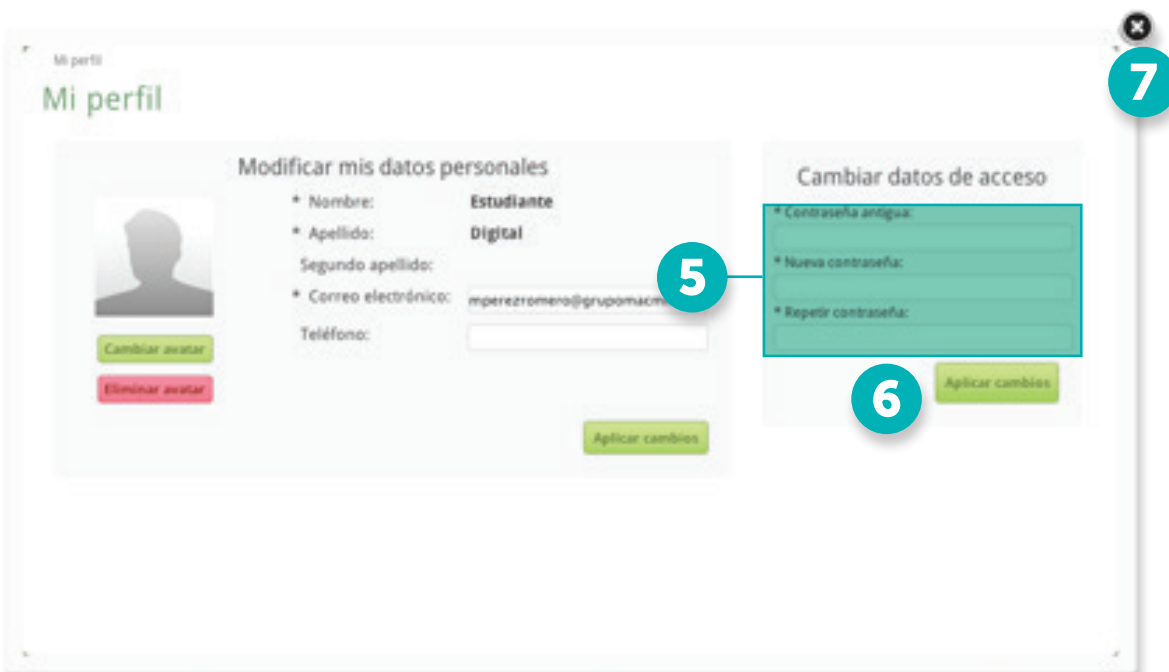 Mi perfil
7
Mi perfil
Modificar mis datos personales
* Nombre: Estudiante
* Apellido: Digital
Segundo apellido:
* Correo electrónico: mperezromero@grupomacm
Teléfono:
Cambiar avatar
Eliminar avatar
Aplicar cambios
Cambiar datos de acceso
5
* Contraseña antigua:
* Nueva contraseña:
* Repetir contraseña:
6
Aplicar cambios